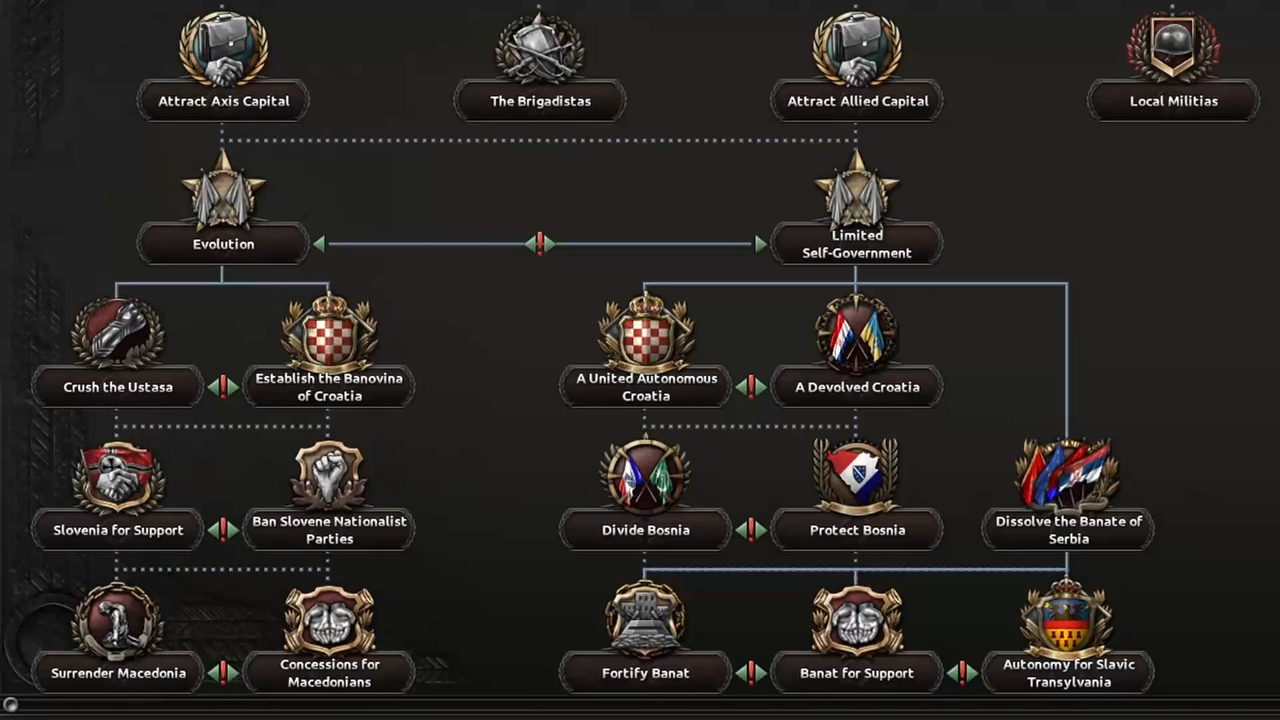 Attract Axis Capital
The Brigadistas
Attract Allied Capital
Local Militias
Evolution
Limited
Self-Government
Crush the Ustasa
Establish the Banovina
of Croatia
A United Autonomous
Croatia
A Devolved Croatia
Slovenia for Support
Ban Slovene Nationalist
Parties
Divide Bosnia
Protect Bosnia
Dissolve the Banate of
Serbia
Surrender Macedonia
Concessions for
Macedonians
Fortify Banat
Banat for Support
Autonomy for Slavic
Transylvania